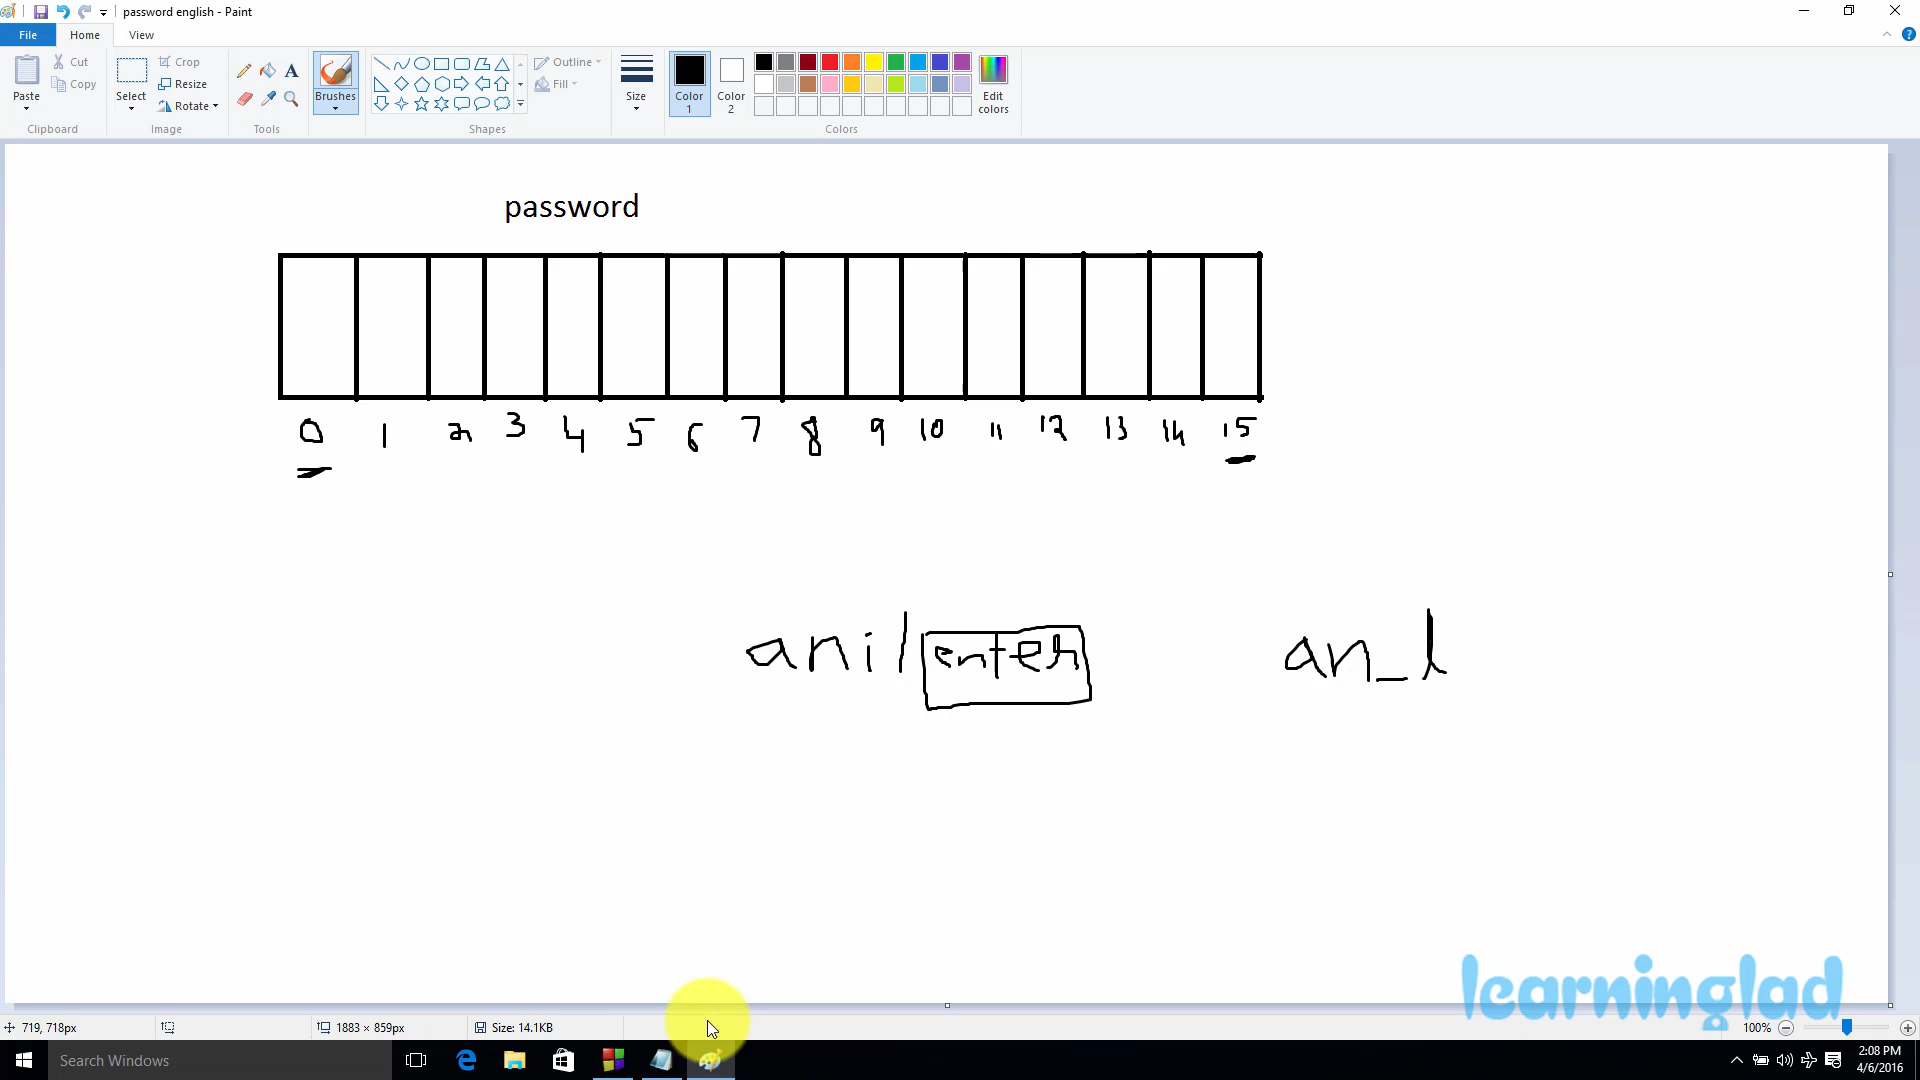 password english - Paint
File Home View
Paste Cut Copy Clipboard
Select Crop Resize Rotate Image
Tools
Brushes
Shapes Outline Fill
Size
Color 1 Color 2 Edit colors Colors
password
0 1 2 3 4 5 6 7 8 9 10 11 12 13 14 15
anil enter an_l
learninglad
719, 718px 1883 × 859px Size: 14.1KB 100%
Search Windows
2:08 PM
4/6/2016